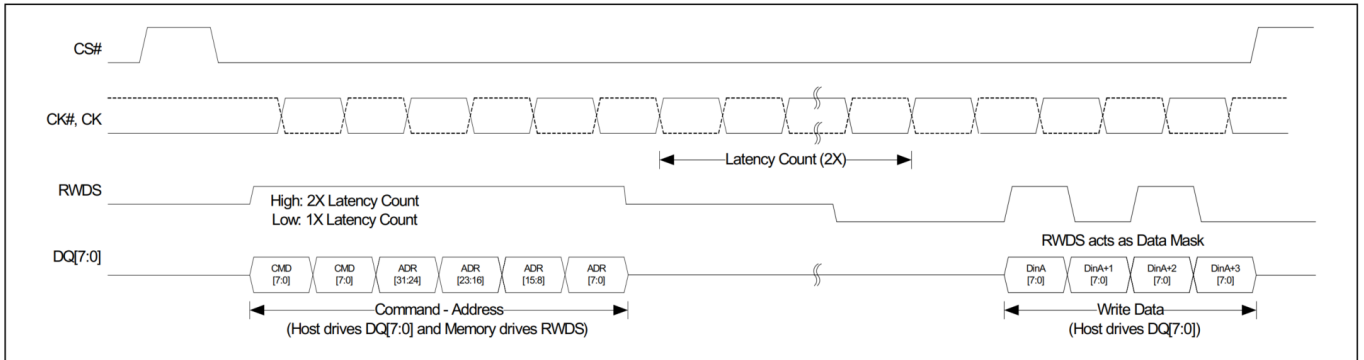 CS#
CK#, CK
Latency Count (2X)
RWDS
High: 2X Latency Count
Low: 1X Latency Count
RWDS acts as Data Mask
DQ[7:0]
CMD [7:0]
CMD [7:0]
ADR [31:24]
ADR [23:16]
ADR [15:8]
ADR [7:0]
DinA [7:0]
DinA+1 [7:0]
DinA+2 [7:0]
DinA+3 [7:0]
Command - Address
(Host drives DQ[7:0] and Memory drives RWDS)
Write Data
(Host drives DQ[7:0])